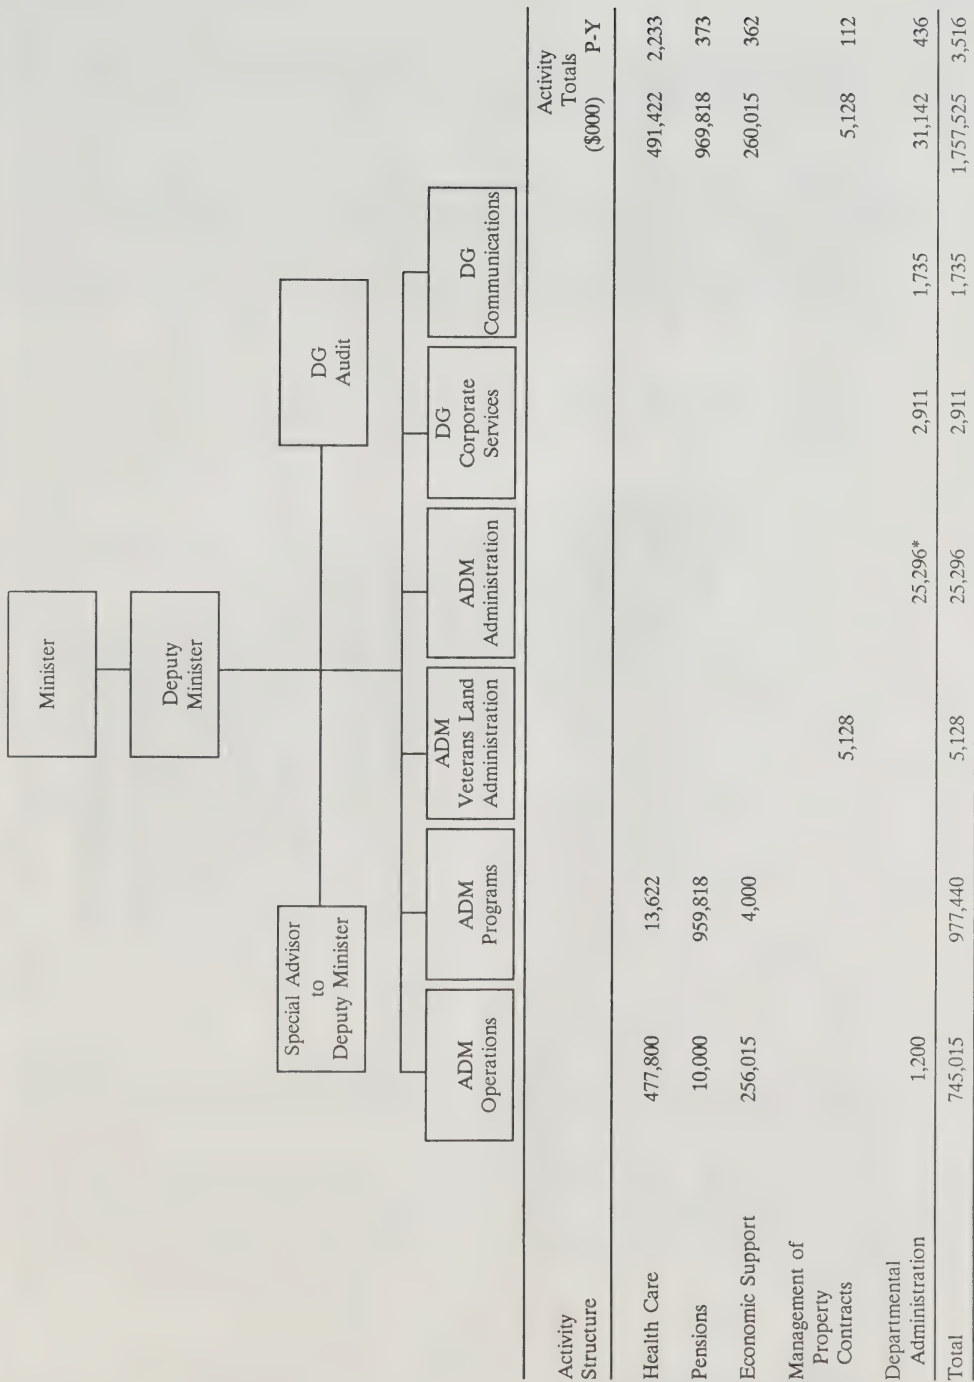 Minister
Deputy
Minister
Special Advisor
to
Deputy Minister
DG
Audit
ADM
Operations
ADM
Programs
ADM
Veterans Land
Administration
ADM
Administration
DG
Corporate
Services
DG
Communications
Activity
Structure
Activity
Totals
($000) P-Y
Health Care 477,800 13,622 491,422 2,233
Pensions 10,000 959,818 969,818 373
Economic Support 256,015 4,000 260,015 362
Management of
Property
Contracts 5,128 5,128 112
Departmental
Administration 1,200 25,296* 2,911 1,735 31,142 436
Total 745,015 977,440 5,128 25,296 2,911 1,735 1,757,525 3,516